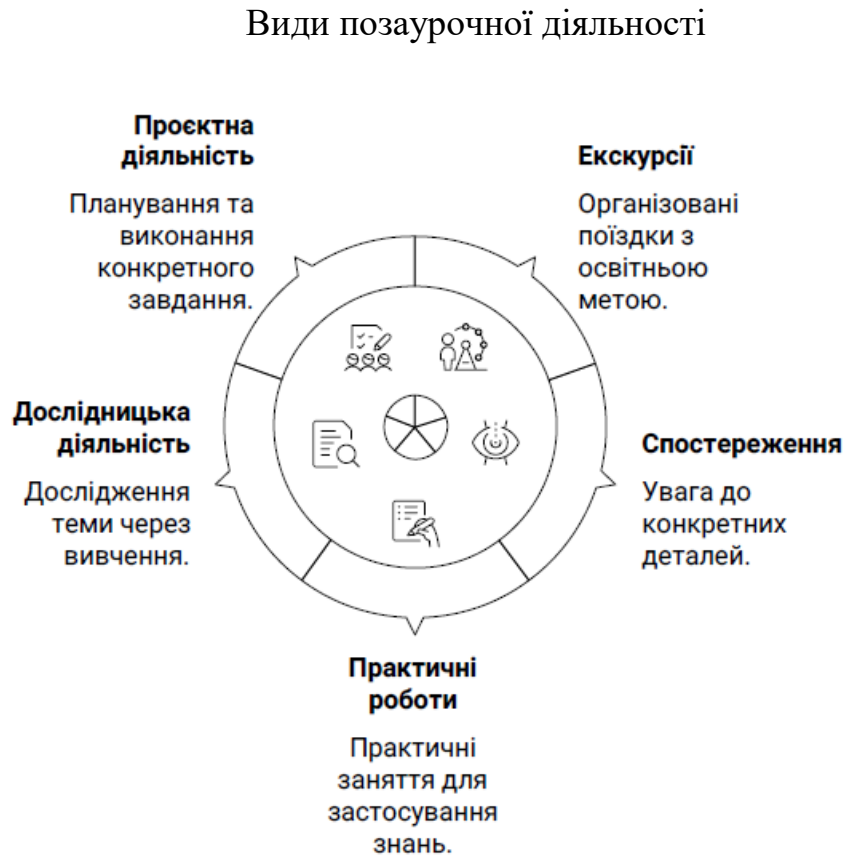 Види позаурочної діяльності
Проєктна
діяльність
Планування та
виконання
конкретного
завдання.
Екскурсії
Організовані
поїздки з
освітньою
метою.
Дослідницька
діяльність
Дослідження
теми через
вивчення.
Спостереження
Увага до
конкретних
деталей.
Практичні
роботи
Практичні
заняття для
застосування
знань.